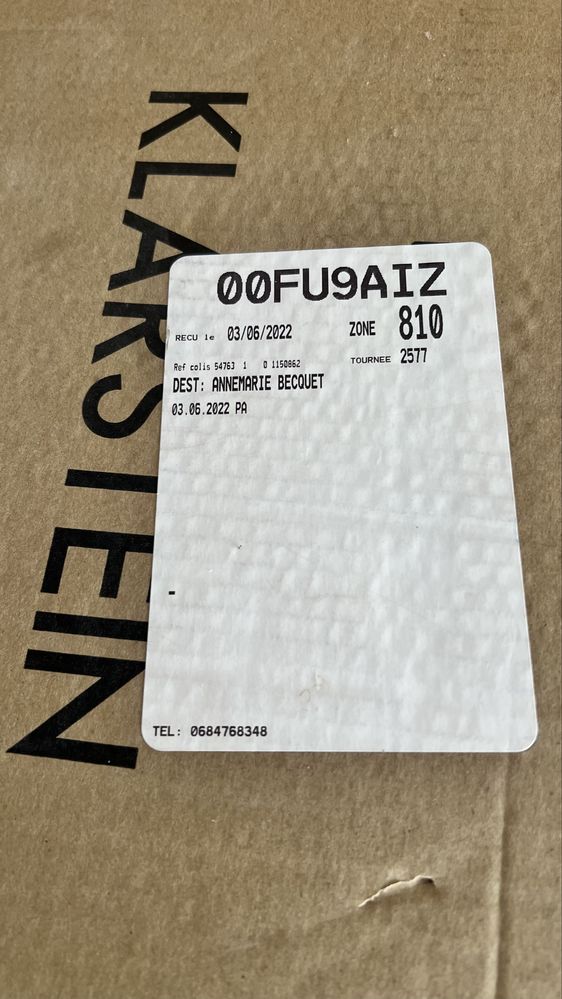 KLARSTEIN
00FU9AIZ
RECU le 03/06/2022 ZONE 810
Ref colis 54763 1 0 1150862 TOURNEE 2577
DEST: ANNEMARIE BECQUET
03.06.2022 PA
-
TEL: 0684768348